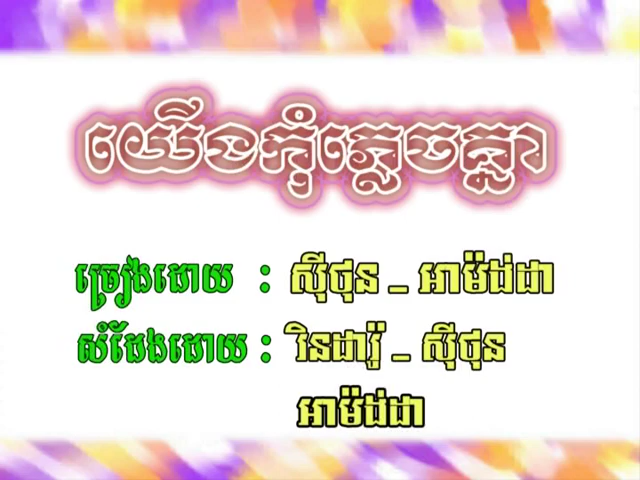 យើងកុំភ្លេចគ្នា
ច្រៀងដោយ : ស៊ីថុន _ អាម៉ង់ដា
សំដែងដោយ : រិនដារ៉ូ _ ស៊ីថុន
អាម៉ង់ដា